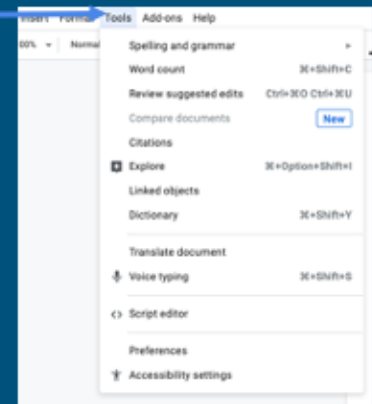 Insert Format Tools Add-ons Help
00% Normal
Spelling and grammar
Word count ⌘+Shift+C
Review suggested edits Ctrl+⌘O Ctrl+⌘U
Compare documents New
Citations
Explore ⌘+Option+Shift+I
Linked objects
Dictionary ⌘+Shift+Y
Translate document
Voice typing ⌘+Shift+S
Script editor
Preferences
Accessibility settings